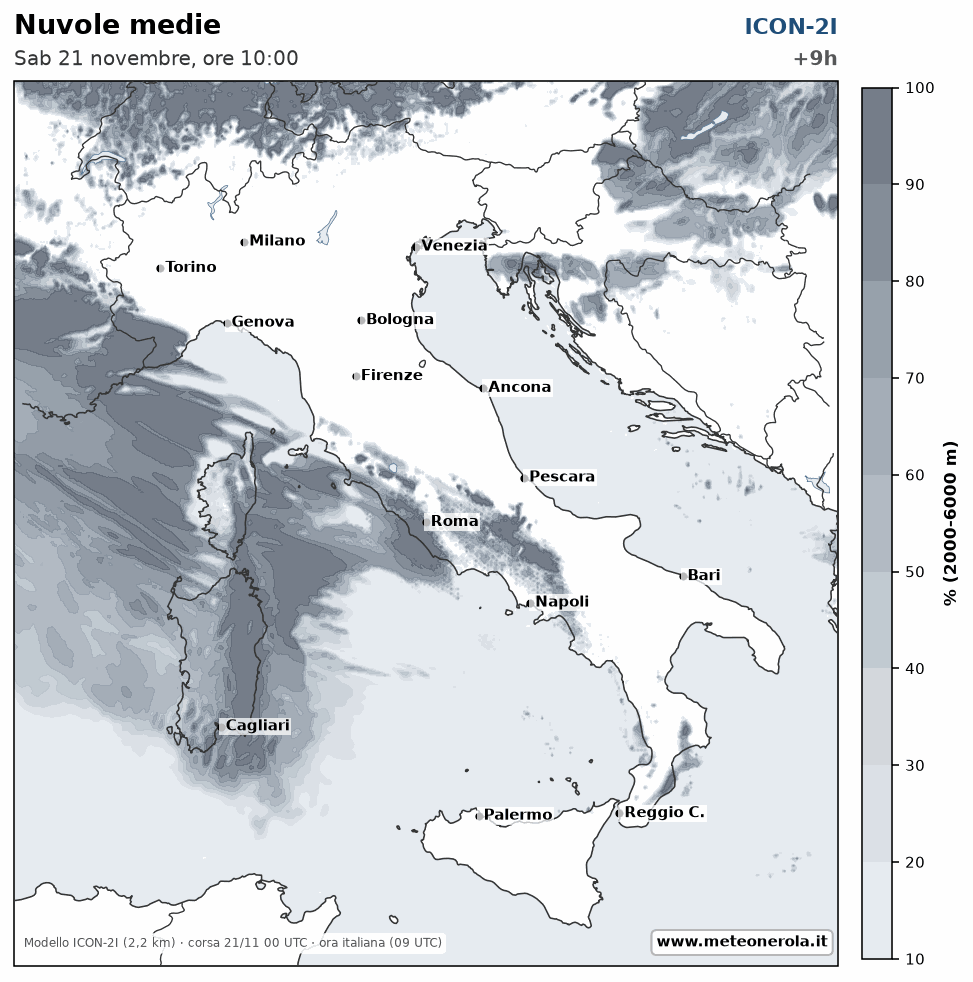 Nuvole medie
ICON-2I
Sab 21 novembre, ore 10:00
+9h
Milano
Venezia
Torino
Genova
Bologna
Firenze
Ancona
Pescara
Roma
Bari
Napoli
Cagliari
Palermo
Reggio C.
100
90
80
70
60
50
40
30
20
10
% (2000-6000 m)
Modello ICON-2I (2,2 km) · corsa 21/11 00 UTC · ora italiana (09 UTC)
www.meteonerola.it